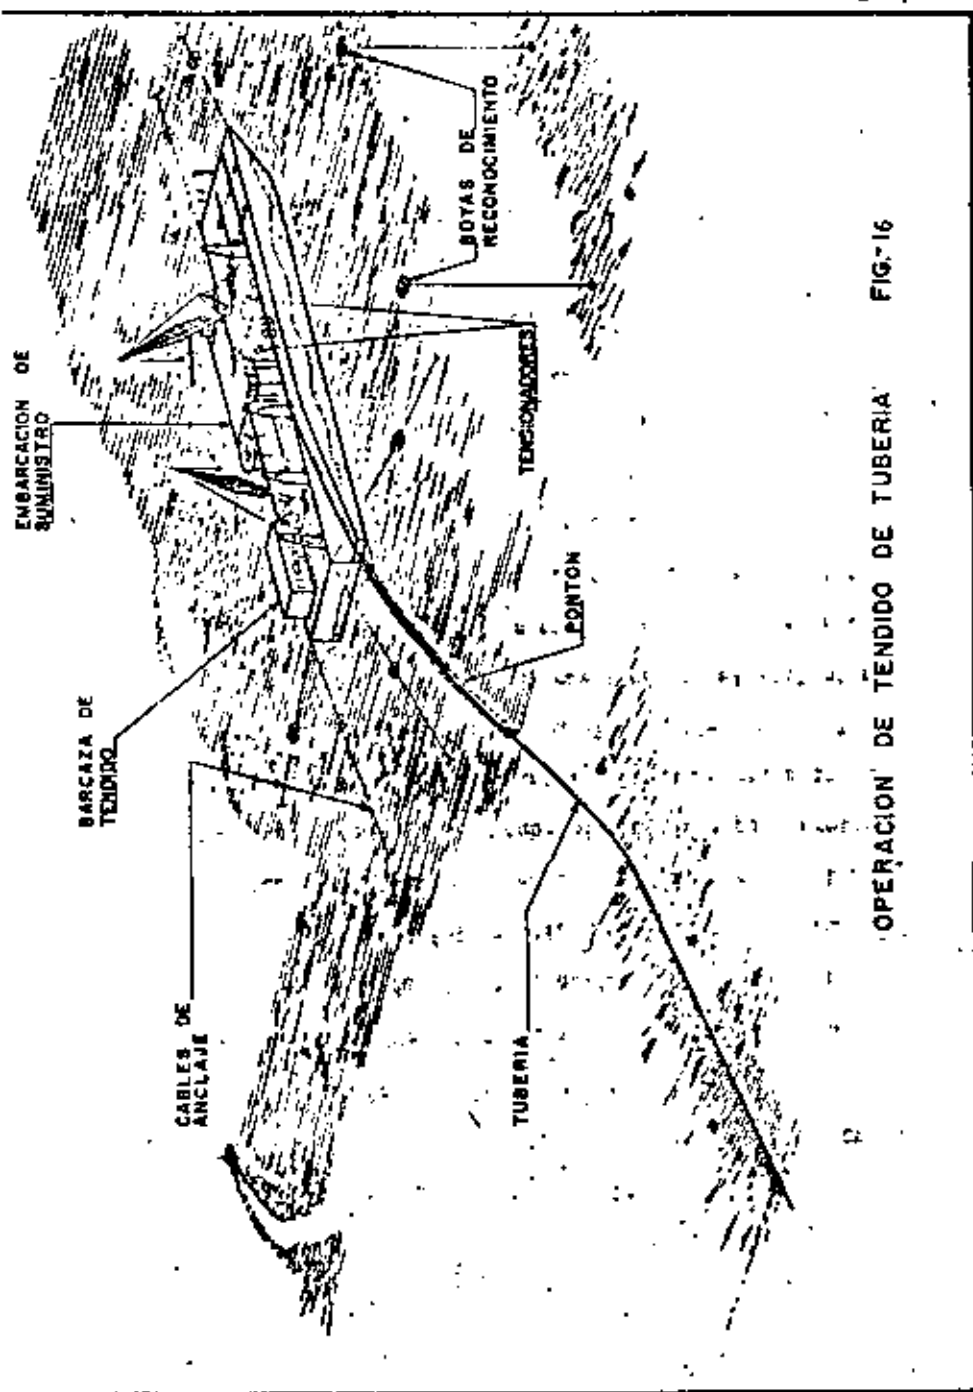 EMBARCACION DE
SUMINISTRO
BARCAZA DE
TENDIDO
CABLES DE
ANCLAJE
BOYAS DE
RECONOCIMIENTO
TENSIONADORES
PONTON
TUBERIA
OPERACION DE TENDIDO DE TUBERIA FIG.-16